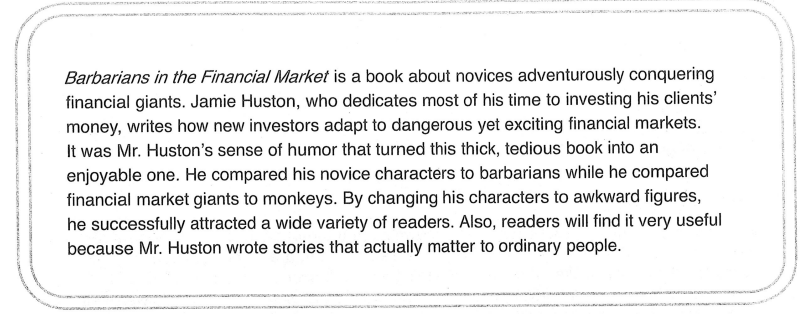 Barbarians in the Financial Market is a book about novices adventurously conquering
financial giants. Jamie Huston, who dedicates most of his time to investing his clients'
money, writes how new investors adapt to dangerous yet exciting financial markets.
It was Mr. Huston's sense of humor that turned this thick, tedious book into an
enjoyable one. He compared his novice characters to barbarians while he compared
financial market giants to monkeys. By changing his characters to awkward figures,
he successfully attracted a wide variety of readers. Also, readers will find it very useful
because Mr. Huston wrote stories that actually matter to ordinary people.